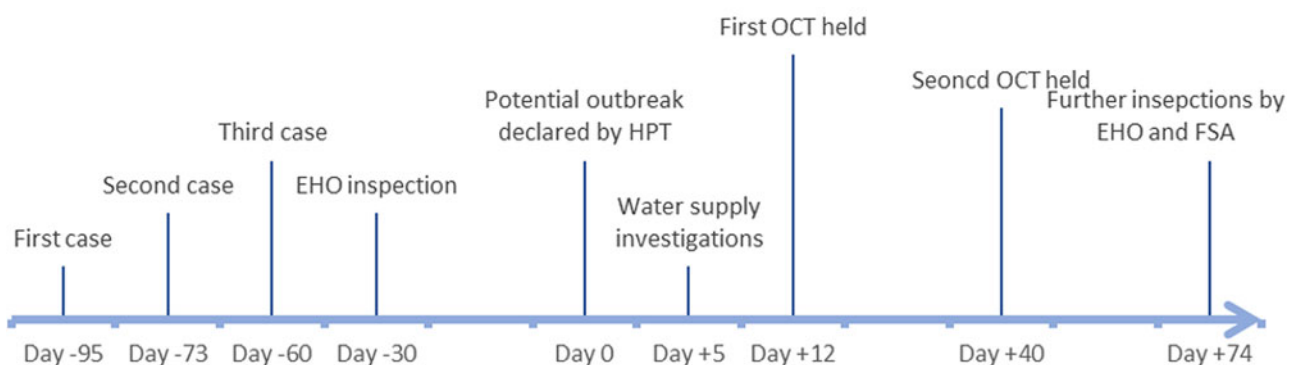 First OCT held
Seoncd OCT held
Potential outbreak
declared by HPT
Further insepctions by
EHO and FSA
Third case
Second case
EHO inspection
Water supply
investigations
First case
Day -95
Day -73
Day -60
Day -30
Day 0
Day +5
Day +12
Day +40
Day +74